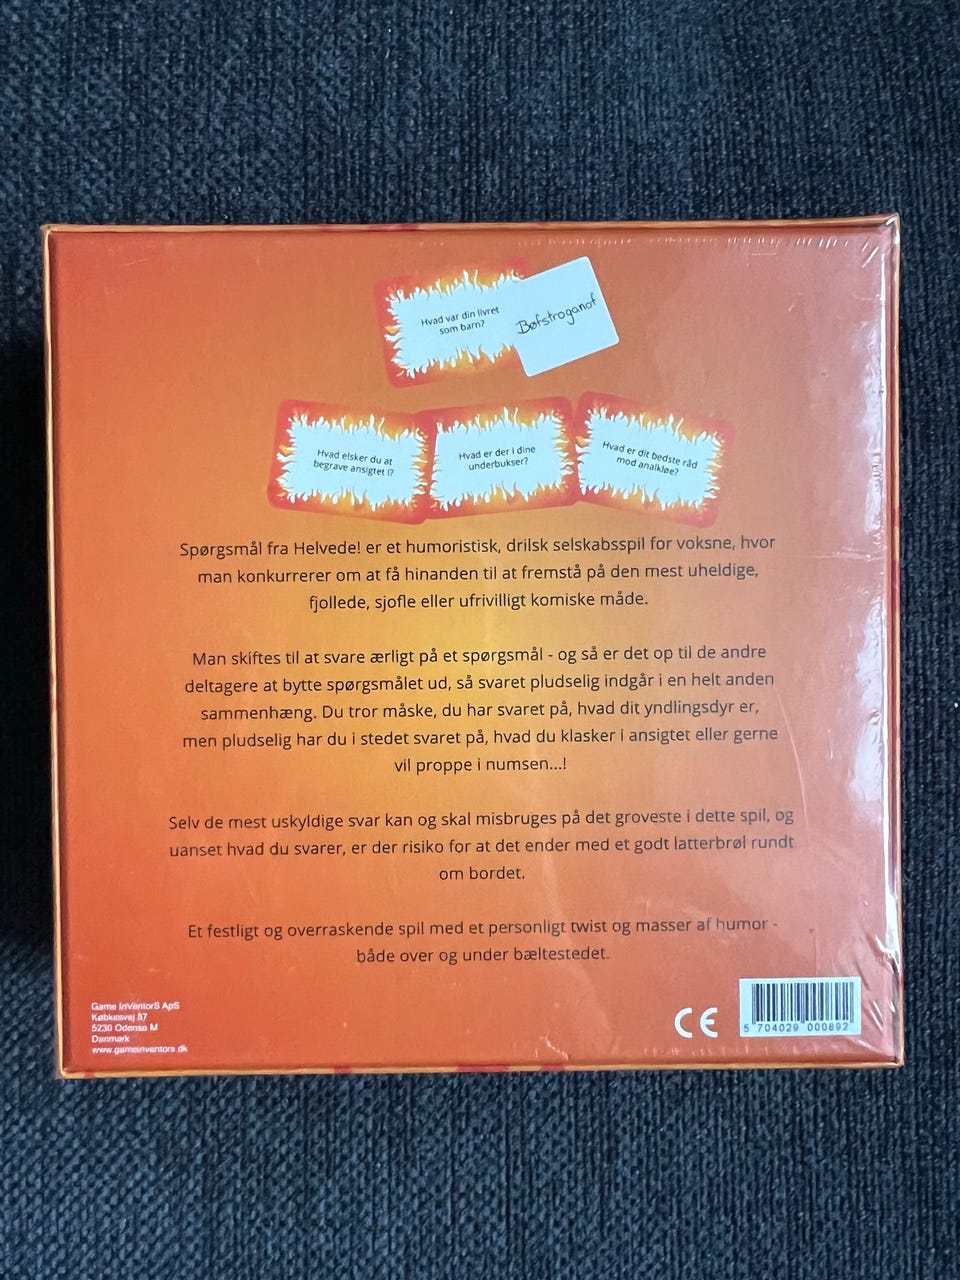 Hvad var din livret
som barn?
Bøfstroganof
Hvad elsker du at
begrave ansigtet i?
Hvad er der i dine
underbukser?
Hvad er dit bedste råd
mod analkløe?
Spørgsmål fra Helvede! er et humoristisk, drilsk selskabsspil for voksne, hvor
man konkurrerer om at få hinanden til at fremstå på den mest uheldige,
fjollede, sjofle eller ufrivilligt komiske måde.
Man skiftes til at svare ærligt på et spørgsmål - og så er det op til de andre
deltagere at bytte spørgsmålet ud, så svaret pludselig indgår i en helt anden
sammenhæng. Du tror måske, du har svaret på, hvad dit yndlingsdyr er,
men pludselig har du i stedet svaret på, hvad du klasker i ansigtet eller gerne
vil proppe i numsen...!
Selv de mest uskyldige svar kan og skal misbruges på det groveste i dette spil, og
uanset hvad du svarer, er der risiko for at det ender med et godt latterbrøl rundt
om bordet.
Et festligt og overraskende spil med et personligt twist og masser af humor -
både over og under bæltestedet.
Game InVentorS ApS
Købkesvej 87
5230 Odense M
Danmark
www.gameinventors.dk
CE
5 704029 000892